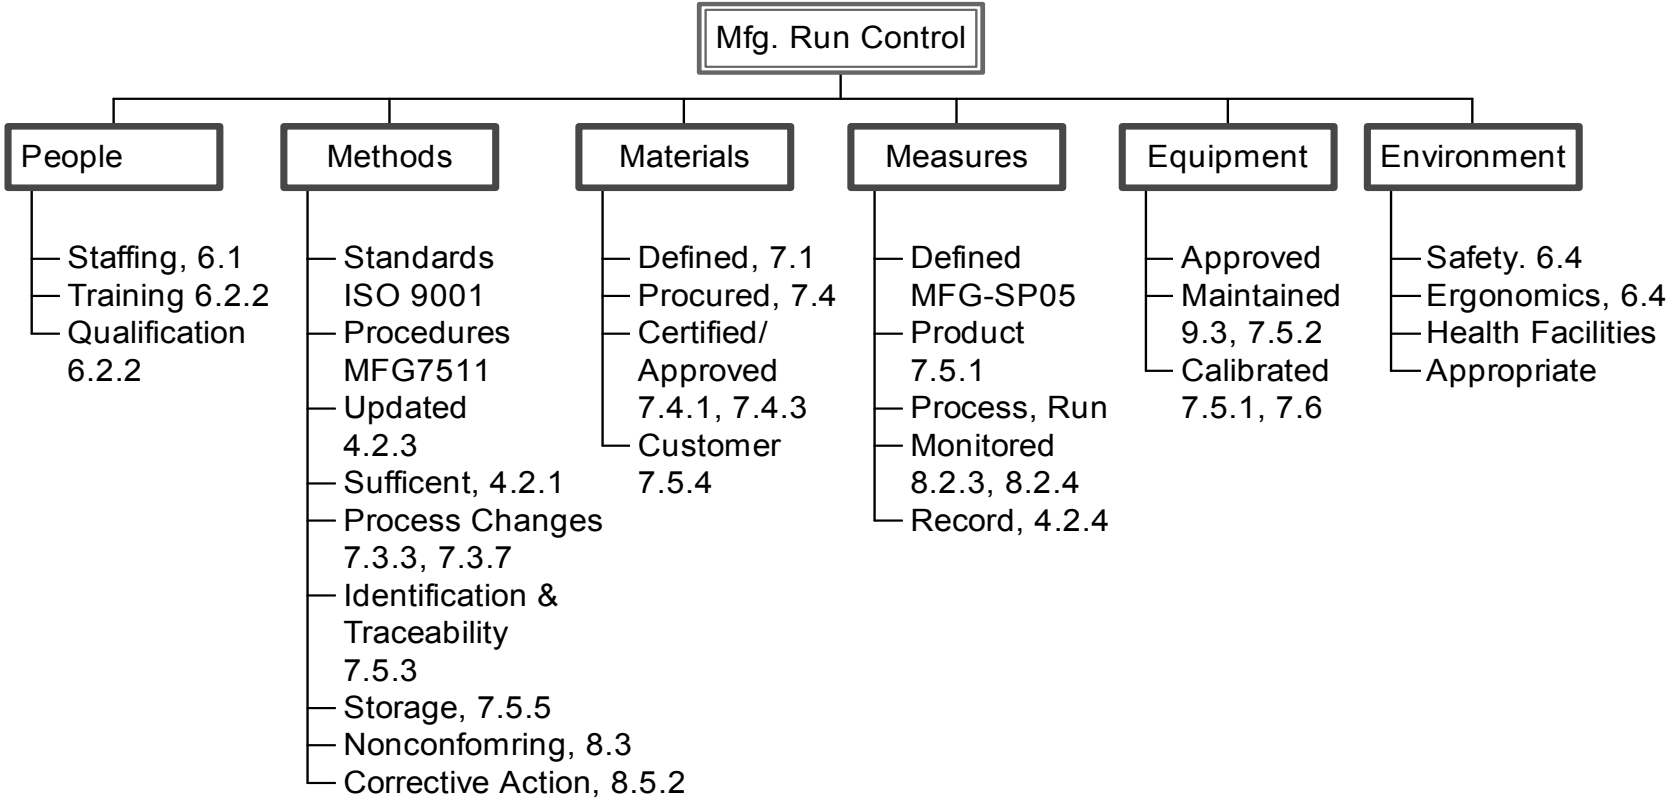 Mfg. Run Control
People
Staffing, 6.1
Training 6.2.2
Qualification
6.2.2
Methods
Standards
ISO 9001
Procedures
MFG7511
Updated
4.2.3
Sufficent, 4.2.1
Process Changes
7.3.3, 7.3.7
Identification &
Traceability
7.5.3
Storage, 7.5.5
Nonconfomring, 8.3
Corrective Action, 8.5.2
Materials
Defined, 7.1
Procured, 7.4
Certified/
Approved
7.4.1, 7.4.3
Customer
7.5.4
Measures
Defined
MFG-SP05
Product
7.5.1
Process, Run
Monitored
8.2.3, 8.2.4
Record, 4.2.4
Equipment
Approved
Maintained
9.3, 7.5.2
Calibrated
7.5.1, 7.6
Environment
Safety. 6.4
Ergonomics, 6.4
Health Facilities
Appropriate